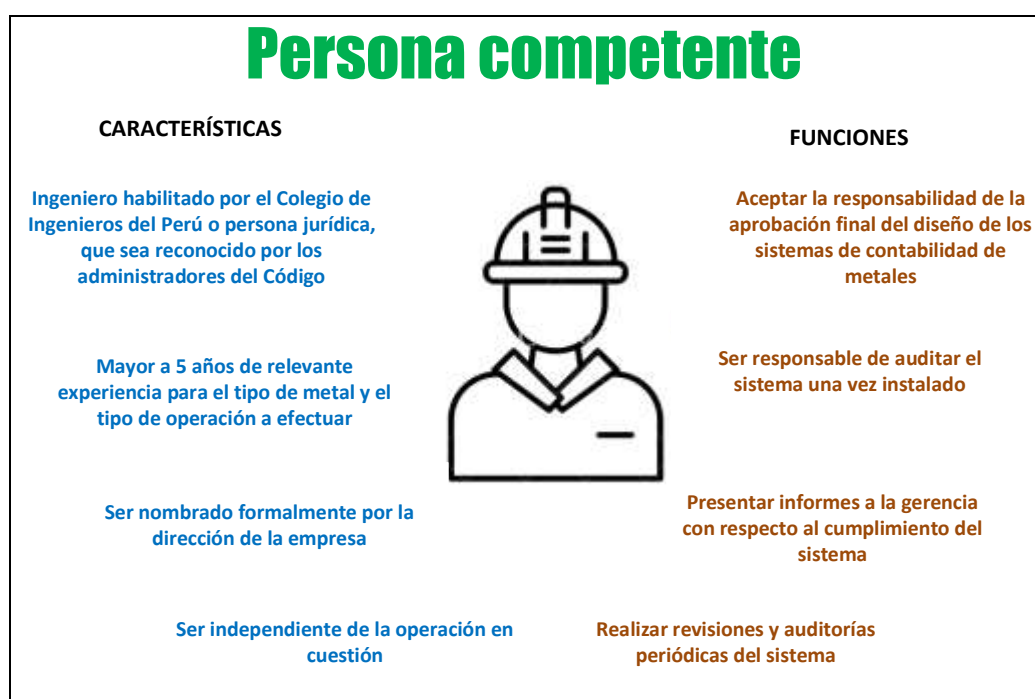 Persona competente
CARACTERÍSTICAS
Ingeniero habilitado por el Colegio de
Ingenieros del Perú o persona jurídica,
que sea reconocido por los
administradores del Código
Mayor a 5 años de relevante
experiencia para el tipo de metal y el
tipo de operación a efectuar
Ser nombrado formalmente por la
dirección de la empresa
Ser independiente de la operación en
cuestión
FUNCIONES
Aceptar la responsabilidad de la
aprobación final del diseño de los
sistemas de contabilidad de
metales
Ser responsable de auditar el
sistema una vez instalado
Presentar informes a la gerencia
con respecto al cumplimiento del
sistema
Realizar revisiones y auditorías
periódicas del sistema